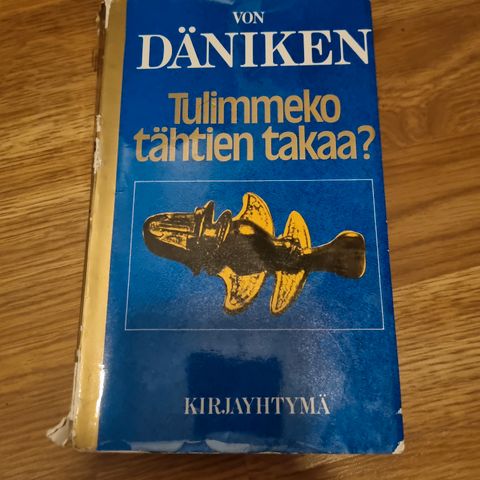 VON
DÄNIKEN
Tulimmeko
tähtien takaa?
KIRJAYHTYMÄ